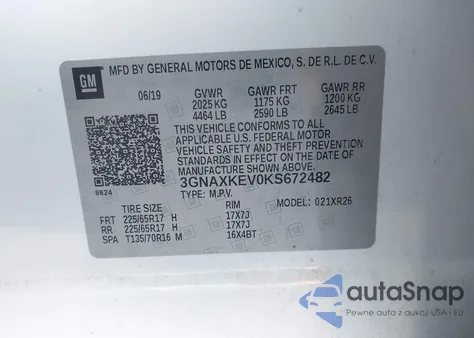 GM
MFD BY GENERAL MOTORS DE MEXICO, S. DE R.L. DE C.V.
06/19 GVWR GAWR FRT GAWR RR
2025 KG 1175 KG 1200 KG
4464 LB 2590 LB 2645 LB
THIS VEHICLE CONFORMS TO ALL
APPLICABLE U.S. FEDERAL MOTOR
VEHICLE SAFETY AND THEFT PREVENTION
STANDARDS IN EFFECT ON THE DATE OF
MANUFACTURE SHOWN ABOVE.
3GNAXKEV0KS672482
8624 TYPE: M.P.V. MODEL: 021XR26
TIRE SIZE RIM
FRT 225/65R17 H 17X7J
RR 225/65R17 H 17X7J
SPA T135/70R16 M 16X4BT
autoSnap
Pewne auta z aukcji USA i EU